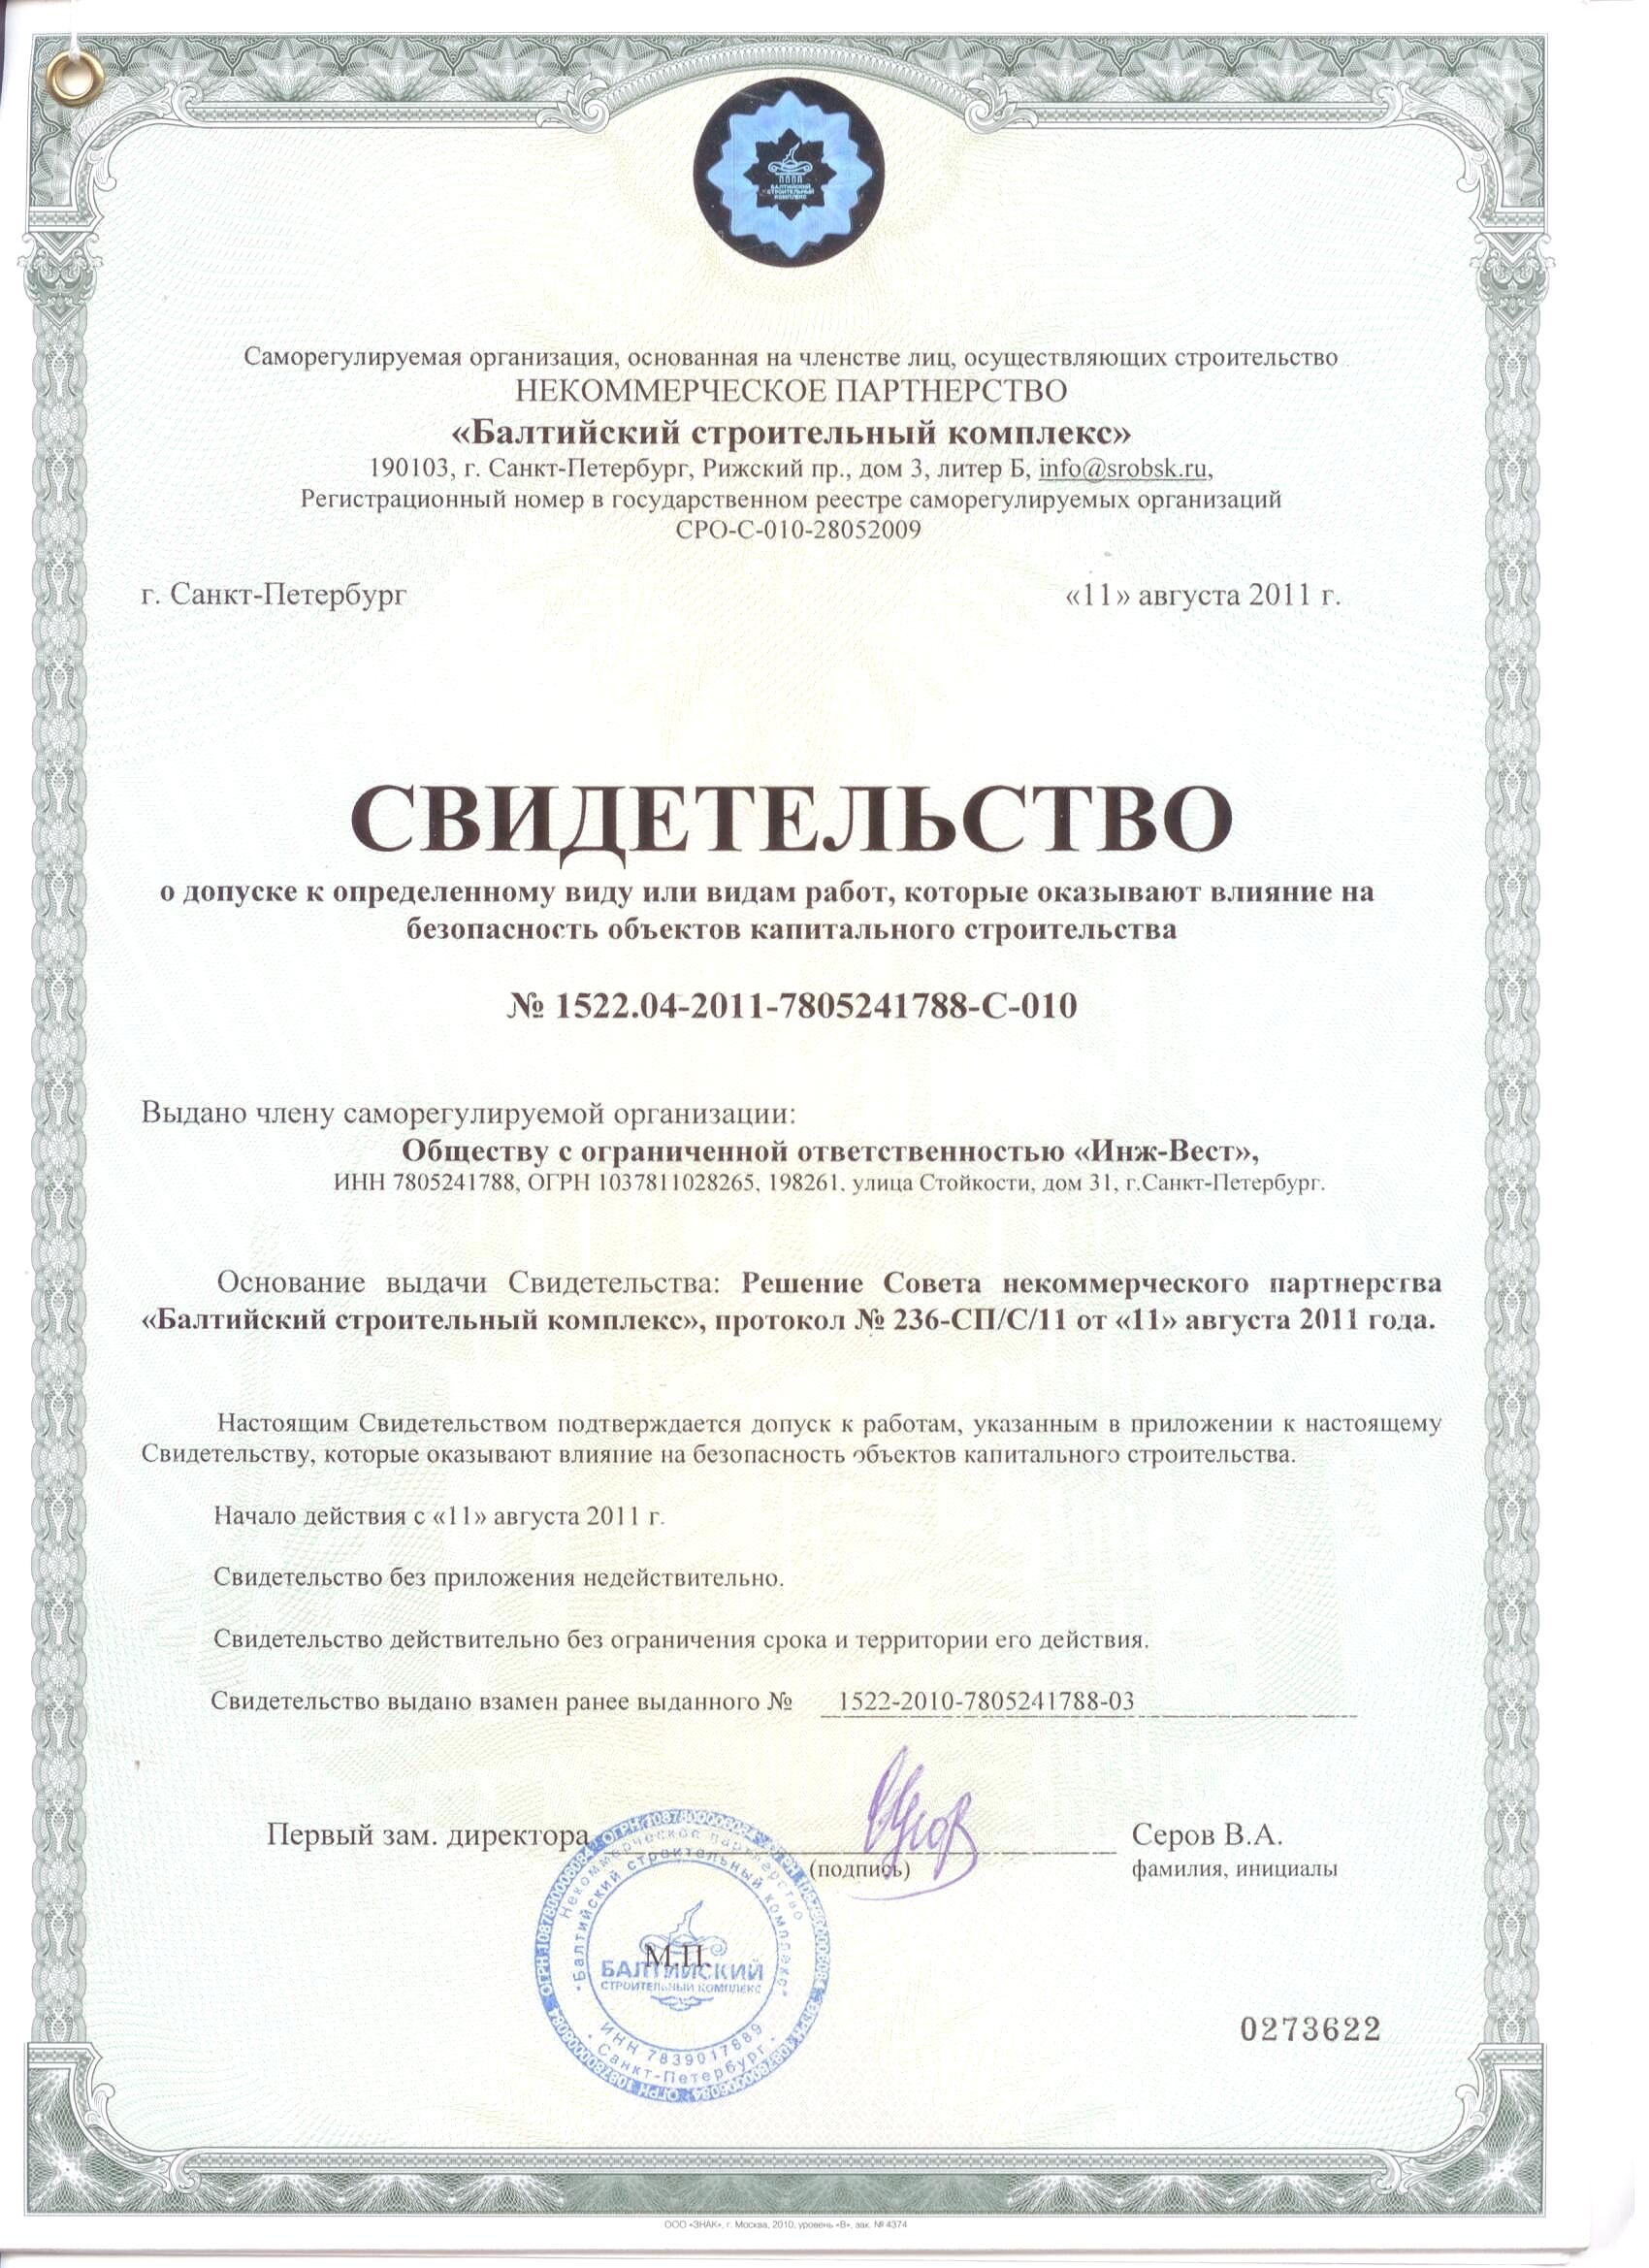 БАЛТИЙСКИЙ
СТРОИТЕЛЬНЫЙ
КОМПЛЕКС
Саморегулируемая организация, основанная на членстве лиц, осуществляющих строительство
НЕКОММЕРЧЕСКОЕ ПАРТНЕРСТВО
«Балтийский строительный комплекс»
190103, г. Санкт-Петербург, Рижский пр., дом 3, литер Б, info@srobsk.ru,
Регистрационный номер в государственном реестре саморегулируемых организаций
СРО-С-010-28052009
г. Санкт-Петербург «11» августа 2011 г.
СВИДЕТЕЛЬСТВО
о допуске к определенному виду или видам работ, которые оказывают влияние на
безопасность объектов капитального строительства
№ 1522.04-2011-7805241788-С-010
Выдано члену саморегулируемой организации:
Обществу с ограниченной ответственностью «Инж-Вест»,
ИНН 7805241788, ОГРН 1037811028265, 198261, улица Стойкости, дом 31, г.Санкт-Петербург.
Основание выдачи Свидетельства: Решение Совета некоммерческого партнерства
«Балтийский строительный комплекс», протокол № 236-СП/С/11 от «11» августа 2011 года.
Настоящим Свидетельством подтверждается допуск к работам, указанным в приложении к настоящему
Свидетельству, которые оказывают влияние на безопасность объектов капитального строительства.
Начало действия с «11» августа 2011 г.
Свидетельство без приложения недействительно.
Свидетельство действительно без ограничения срока и территории его действия.
Свидетельство выдано взамен ранее выданного № 1522-2010-7805241788-03
Первый зам. директора Серов В.А.
(подпись) фамилия, инициалы
ОГРН 1087800006084
Некоммерческое партнерство
"Балтийский строительный комплекс"
М.П.
БАЛТИЙСКИЙ
СТРОИТЕЛЬНЫЙ КОМПЛЕКС
ИНН 7839017689
Санкт-Петербург
0273622
ООО «ЗНАК», г. Москва, 2010, уровень «В», зак. № 4374